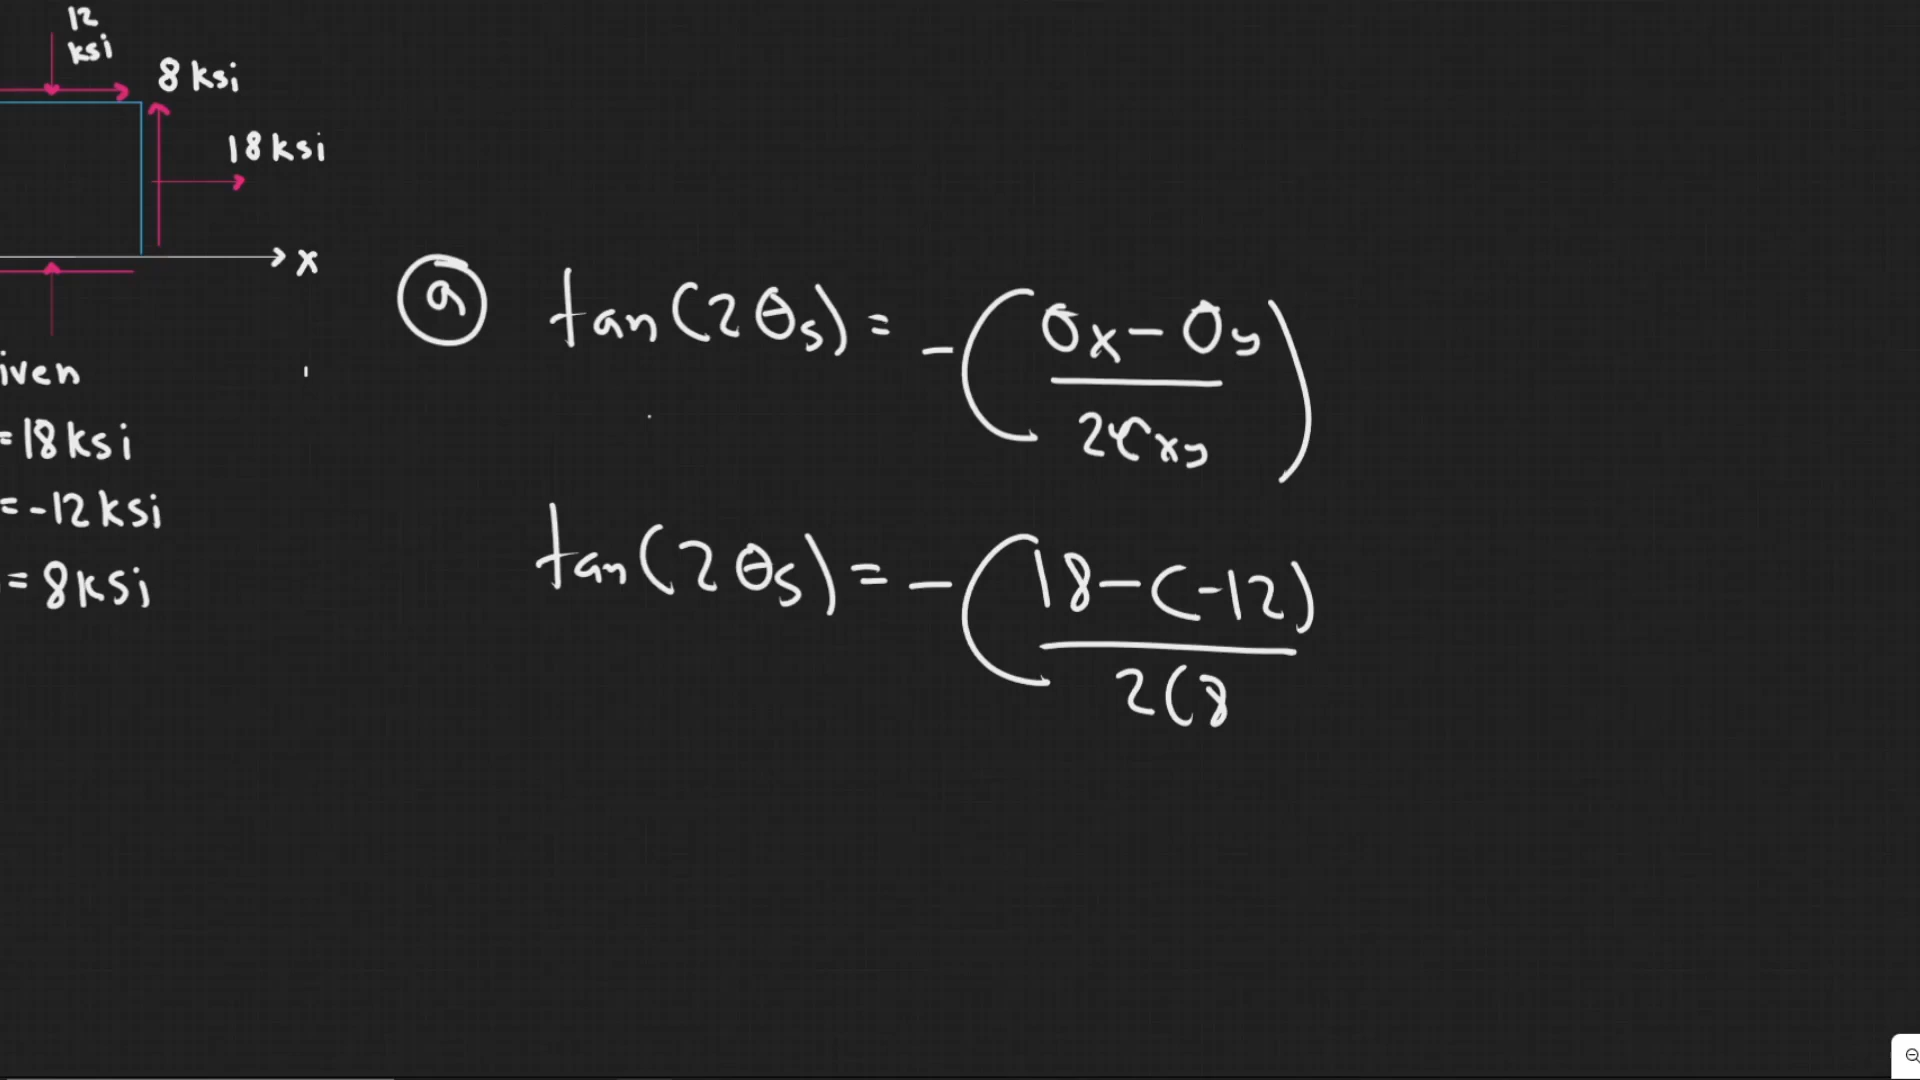 12
ksi
8 ksi
18 ksi
x
iven
=18 ksi
=-12 ksi
= 8 ksi
a
tan(2θs) = -(σx - σy / 2τxy)
tan(2θs) = -(18-(-12) / 2(8